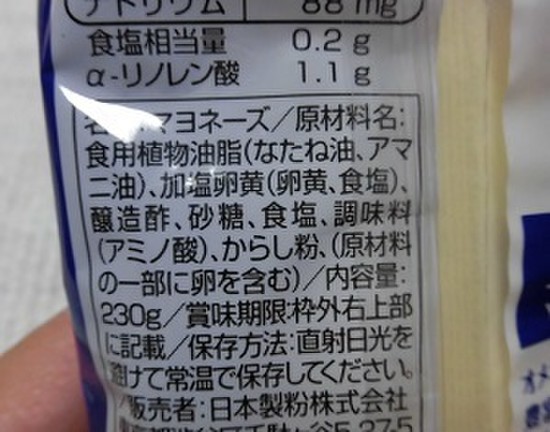 ナトリウム 88 mg
食塩相当量 0.2 g
α-リノレン酸 1.1 g
マヨネーズ／原材料名:
食用植物油脂(なたね油、アマ
ニ油)、加塩卵黄(卵黄、食塩)、
醸造酢、砂糖、食塩、調味料
(アミノ酸)、からし粉、(原材料
の一部に卵を含む)／内容量:
230g／賞味期限:枠外右上部
に記載／保存方法:直射日光を
避けて常温で保存してください。
／販売者:日本製粉株式会社